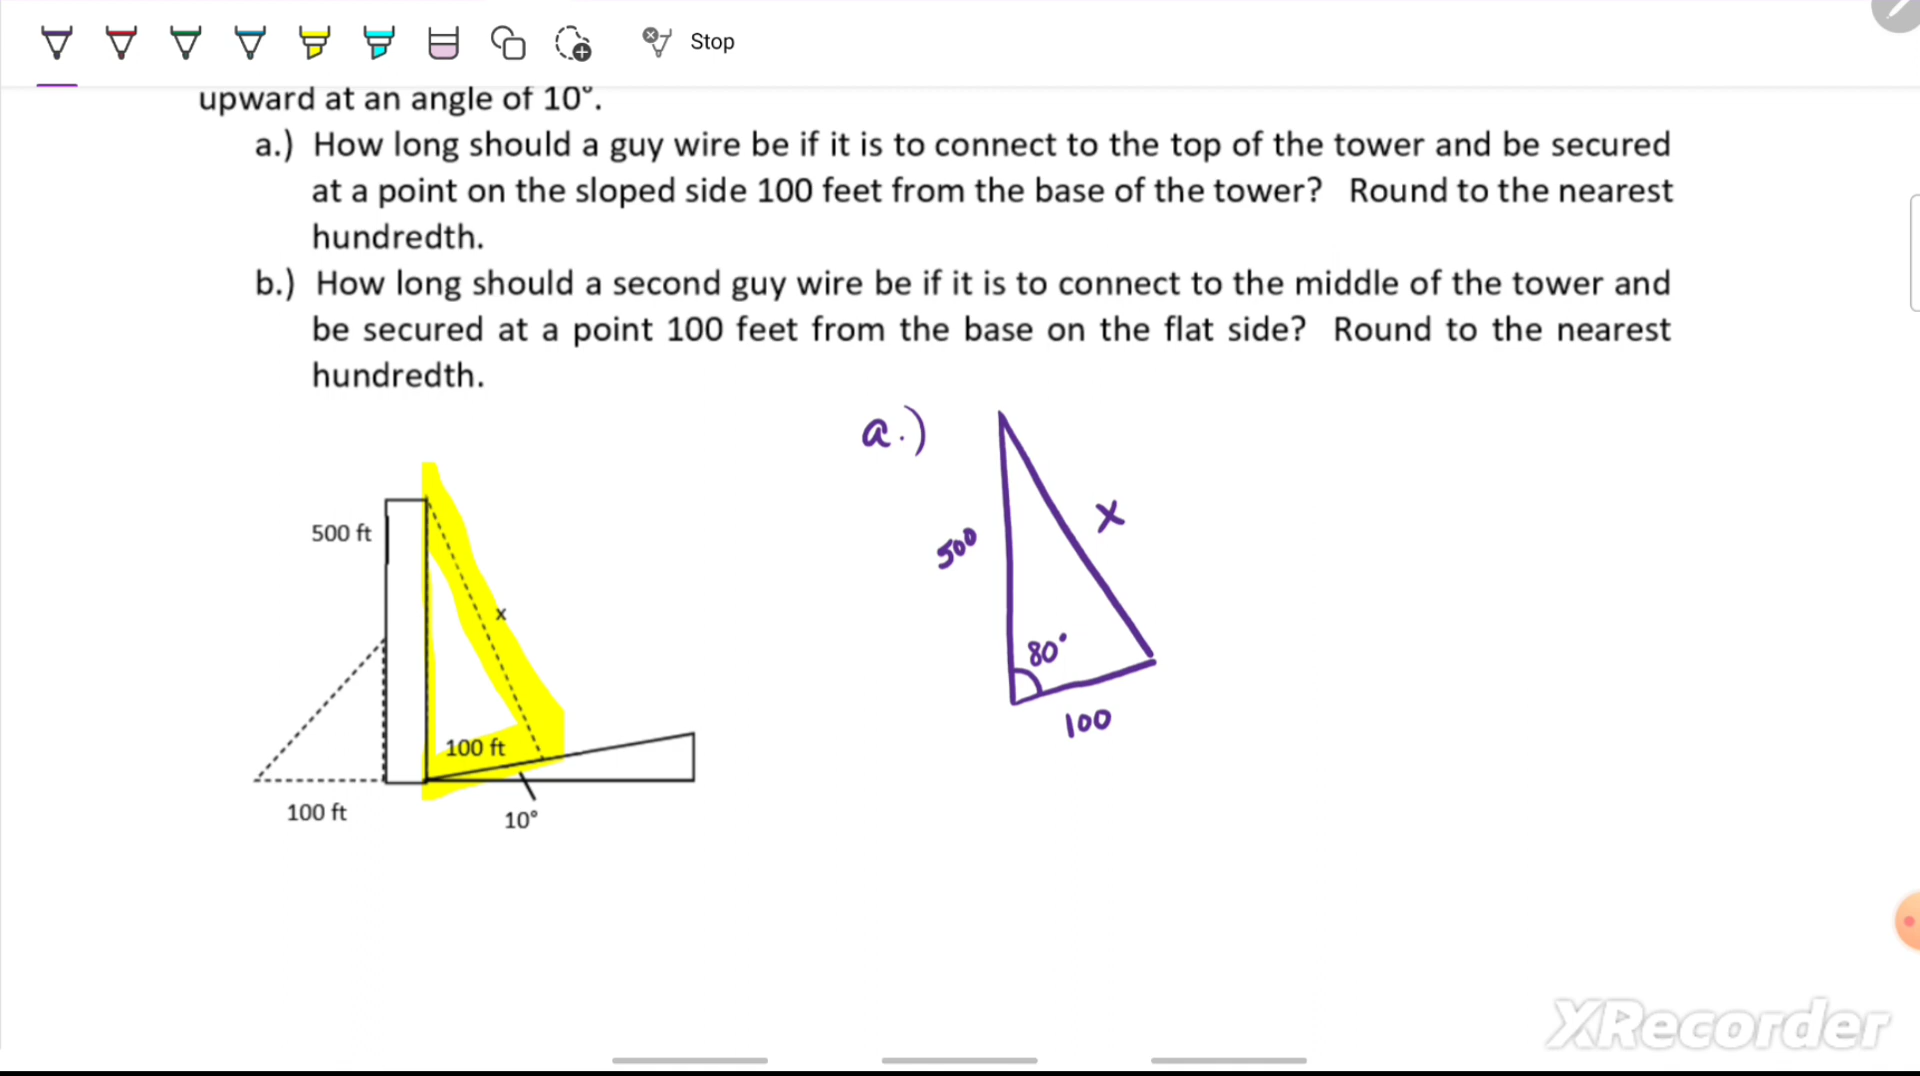 Stop
upward at an angle of 10°.
a.) How long should a guy wire be if it is to connect to the top of the tower and be secured
at a point on the sloped side 100 feet from the base of the tower? Round to the nearest
hundredth.
b.) How long should a second guy wire be if it is to connect to the middle of the tower and
be secured at a point 100 feet from the base on the flat side? Round to the nearest
hundredth.
a.)
500 ft
x
100 ft
100 ft
10°
500
x
80°
100
XRecorder